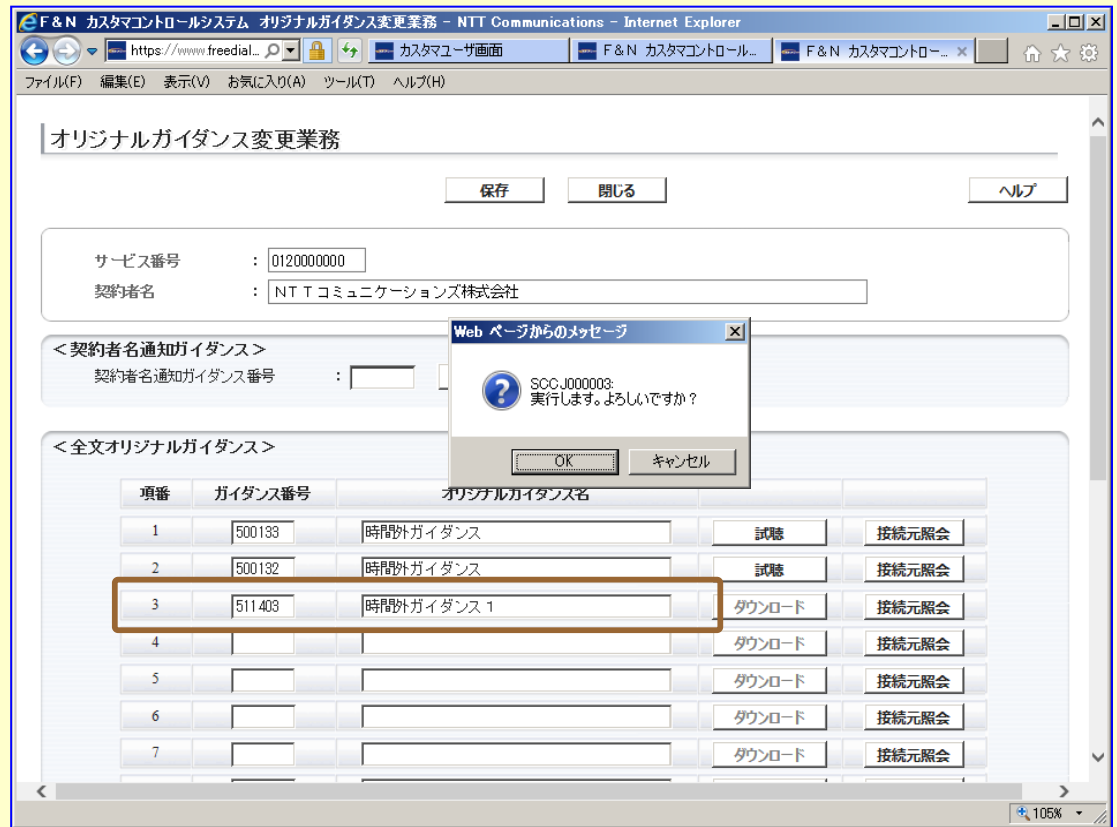 F＆N カスタマコントロールシステム オリジナルガイダンス変更業務 - NTT Communications - Internet Explorer
https://www.freedial... カスタマユーザ画面 F＆N カスタマコントロール... F＆N カスタマコントロー... ×
ファイル(F) 編集(E) 表示(V) お気に入り(A) ツール(T) ヘルプ(H)
オリジナルガイダンス変更業務
保存 閉じる ヘルプ
サービス番号 : 0120000000
契約者名 : ＮＴＴコミュニケーションズ株式会社
Web ページからのメッセージ
＜契約者名通知ガイダンス＞
契約者名通知ガイダンス番号 :
SCCJ000003:
実行します。よろしいですか？
OK キャンセル
＜全文オリジナルガイダンス＞
項番 ガイダンス番号 オリジナルガイダンス名
1 500133 時間外ガイダンス 試聴 接続元照会
2 500132 時間外ガイダンス 試聴 接続元照会
3 511403 時間外ガイダンス１ ダウンロード 接続元照会
4 ダウンロード 接続元照会
5 ダウンロード 接続元照会
6 ダウンロード 接続元照会
7 ダウンロード 接続元照会
105%